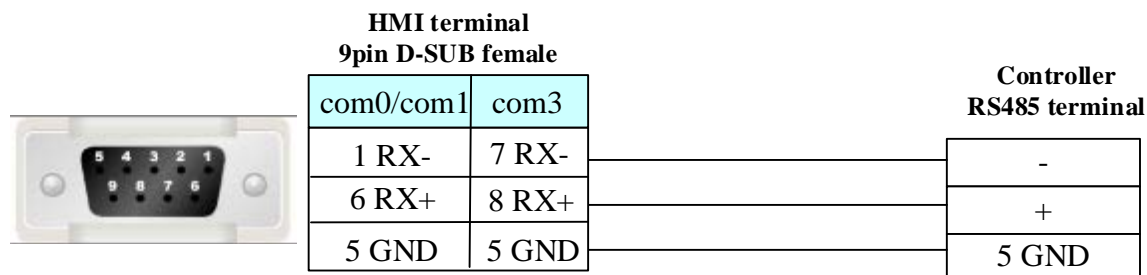 HMI terminal
9pin D-SUB female
Controller
RS485 terminal
com0/com1 com3
5 4 3 2 1
9 8 7 6
1 RX- 7 RX-
-
6 RX+ 8 RX+
+
5 GND 5 GND
5 GND